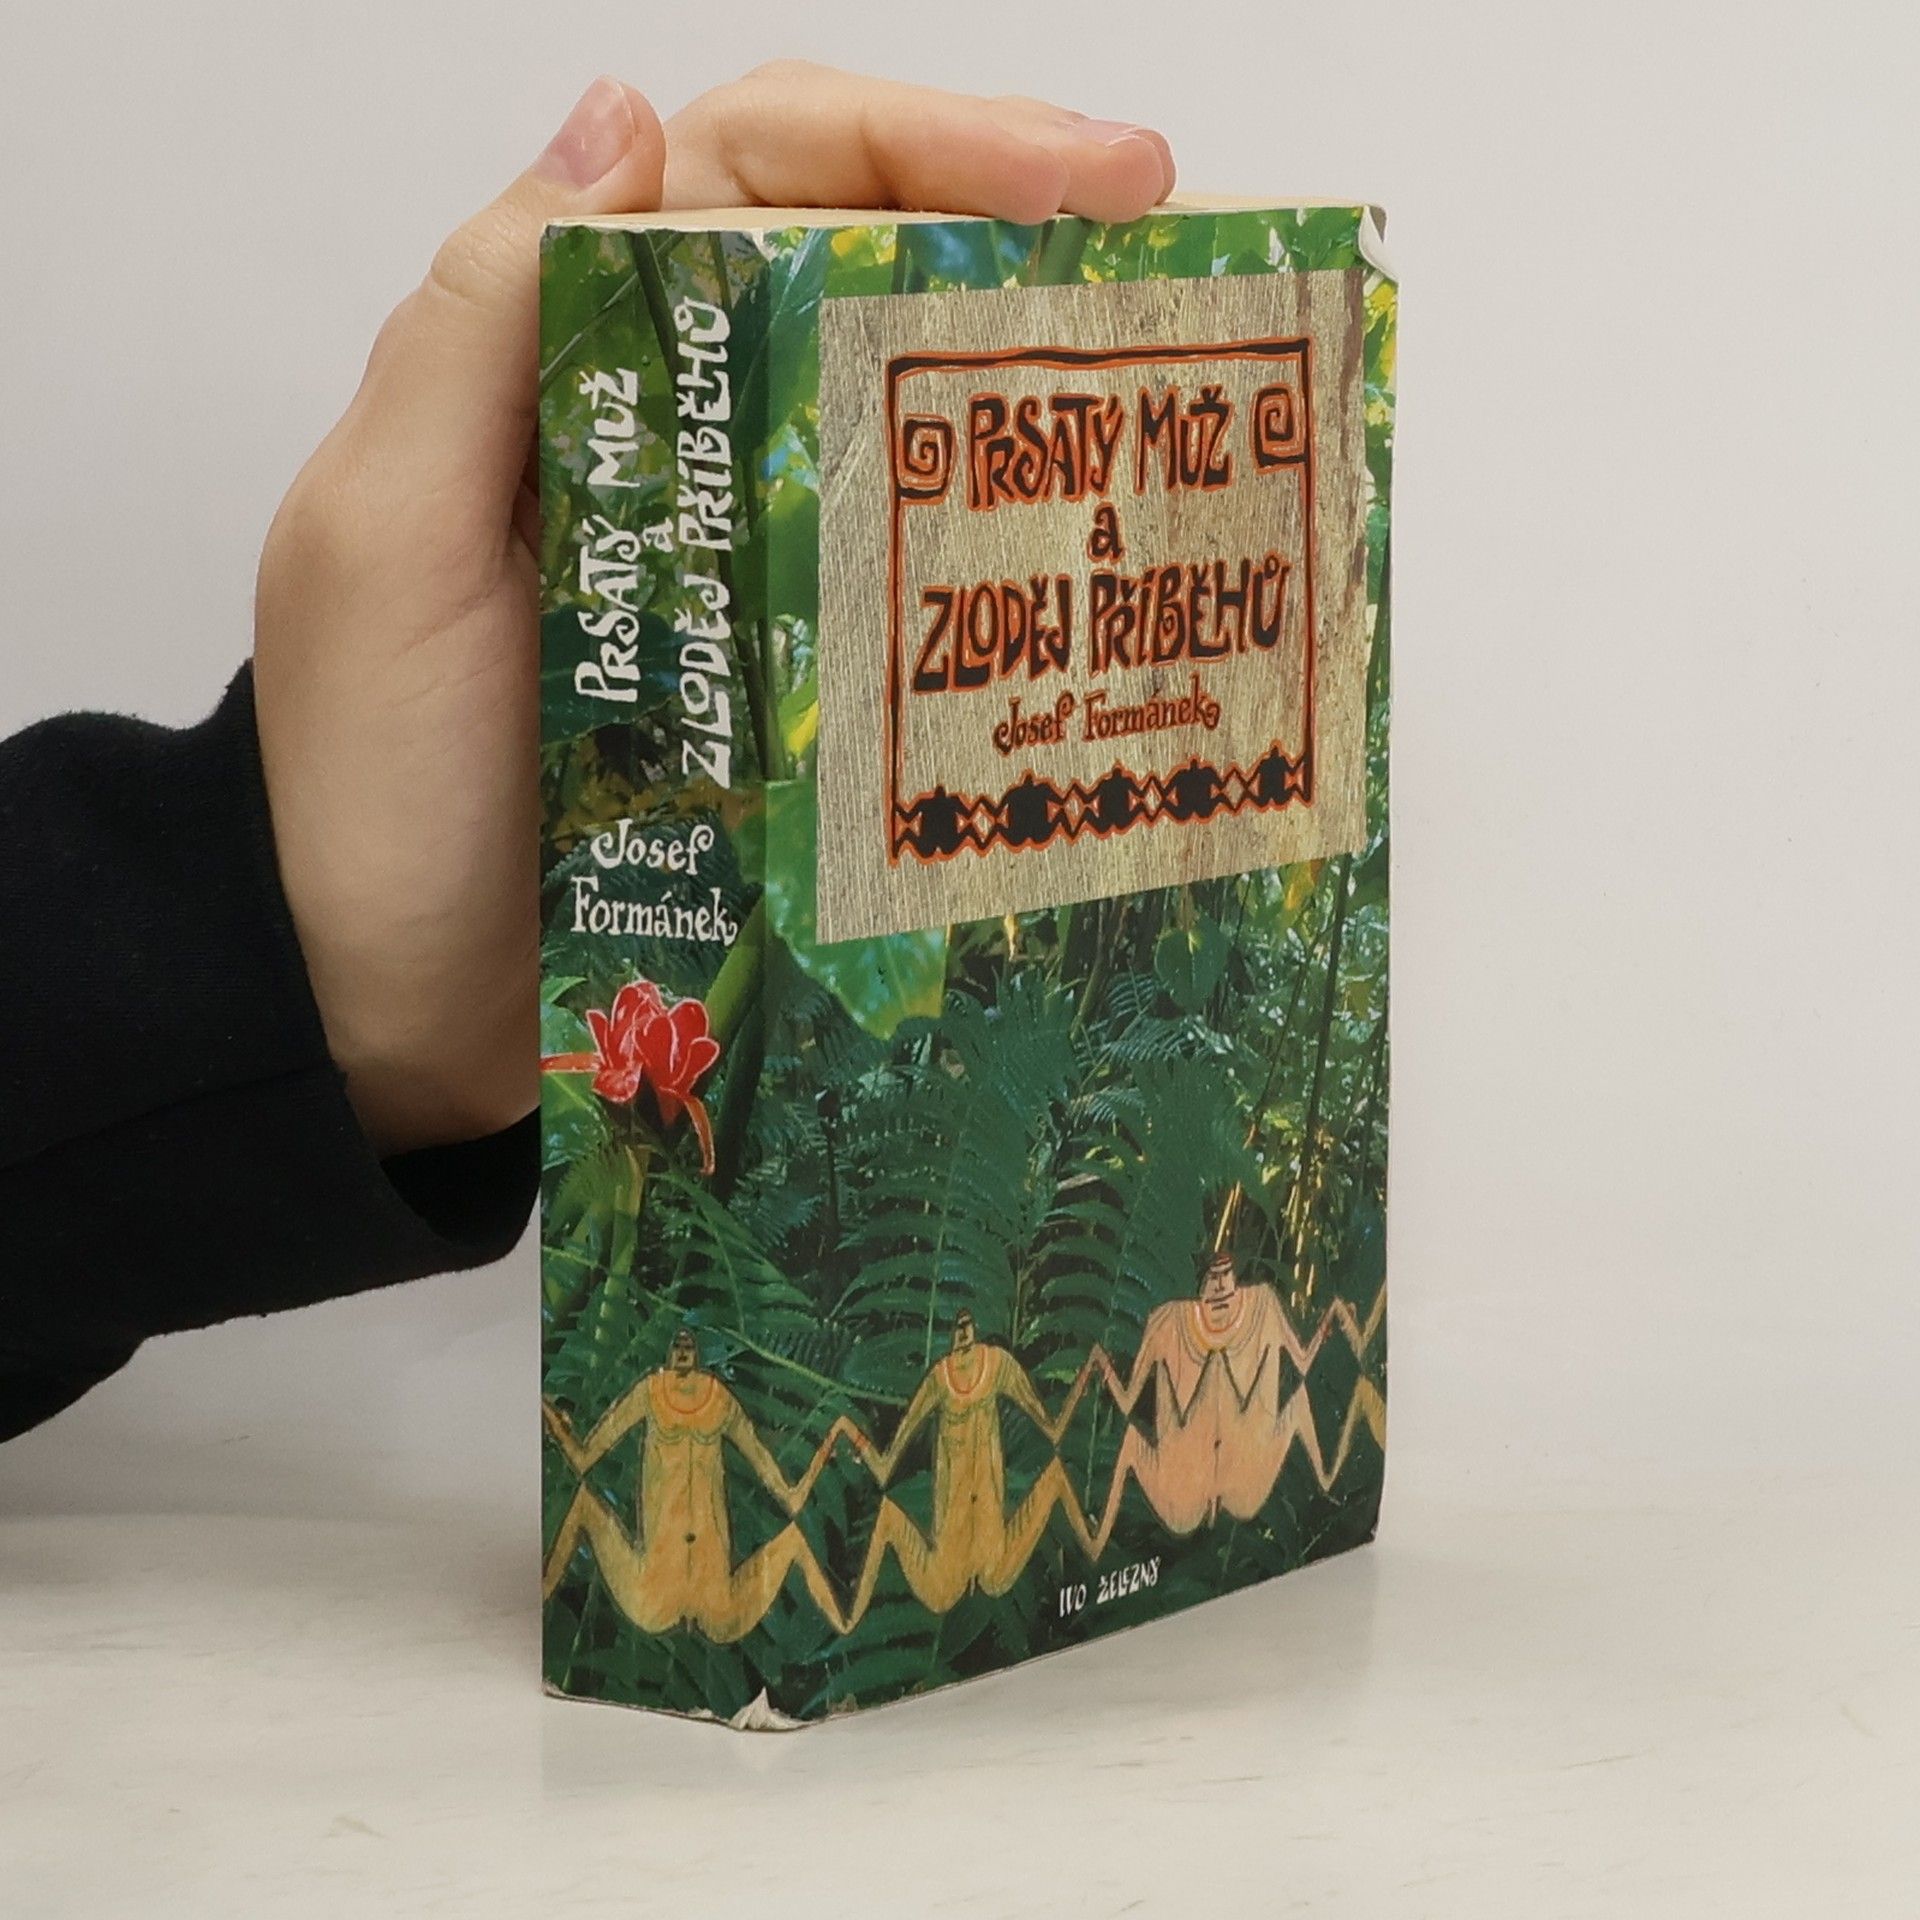 PRSATÝ MUŽ
a
ZLODĚJ PŘÍBĚHŮ
Josef
Formánek
PRSATÝ MUŽ
a
ZLODĚJ PŘÍBĚHŮ
Josef Formánek
IVO ŽELEZNÝ